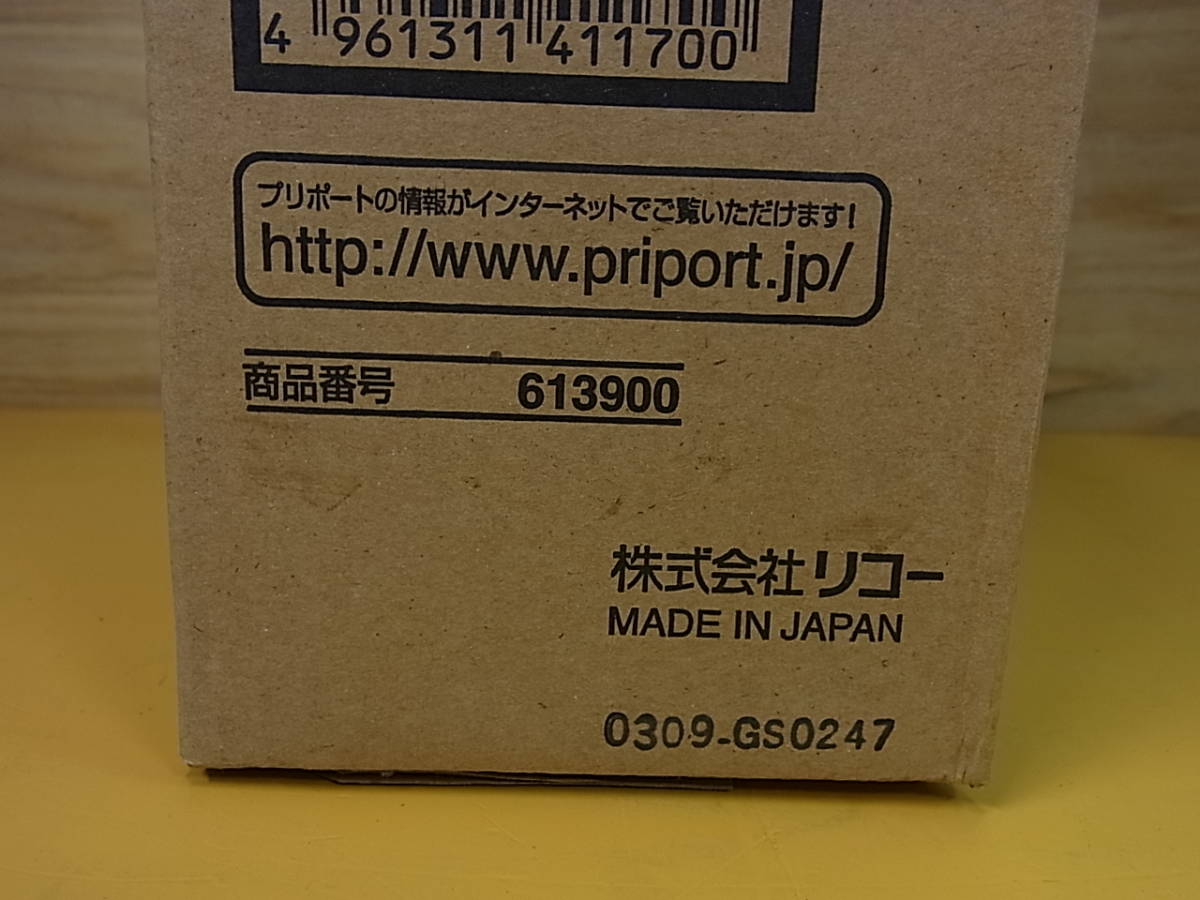 4 961311 411700
プリポートの情報がインターネットでご覧いただけます!
http://www.priport.jp/
商品番号 613900
株式会社リコー
MADE IN JAPAN
0309-GS0247